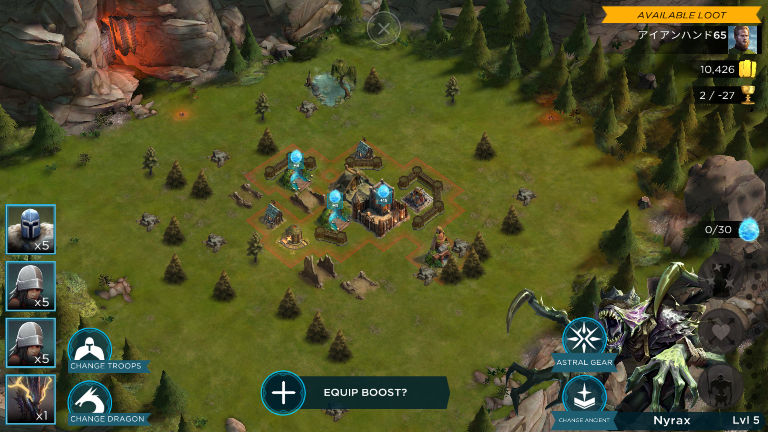 AVAILABLE LOOT
アイアンハンド65
10,426
2 / -27
0/30
x5
x5
x5
x1
CHANGE TROOPS
CHANGE DRAGON
EQUIP BOOST?
ASTRAL GEAR
CHANGE ANCIENT
Nyrax
Lvl 5